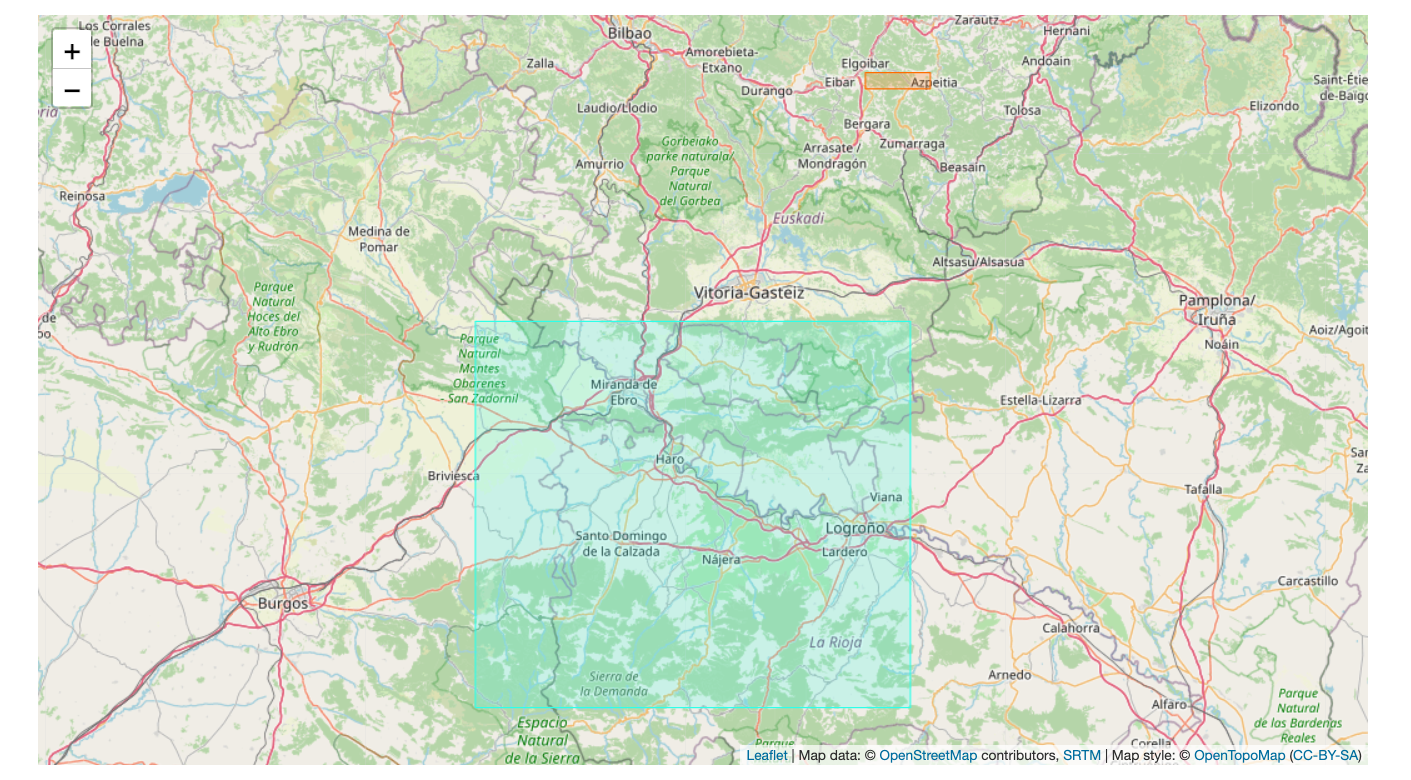 Los Corrales
de Buelna
Bilbao
Zarautz
Hernani
Amorebieta-
Etxano
Zalla
Elgoibar
Andoain
Eibar
Azpeitia
Durango
Saint-Étie
de-Baïgo
Laudio/Llodio
Tolosa
Elizondo
Bergara
Gorbeiako
parke naturala/
Parque
Natural
del Gorbea
Arrasate /
Mondragón
Zumarraga
Amurrio
Beasain
Reinosa
Euskadi
Medina de
Pomar
Altsasu/Alsasua
Vitoria-Gasteiz
Parque
Natural
Hoces del
Alto Ebro
y Rudrón
Pamplona/
Iruña
Aoiz/Agoit
Noáin
Parque
Natural
Montes
Obarenes
- San Zadornil
Miranda de
Ebro
Estella-Lizarra
Haro
Briviesca
Viana
Tafalla
Logroño
Santo Domingo
de la Calzada
Nájera
Lardero
Carcastillo
Burgos
Calahorra
La Rioja
Arnedo
Sierra de
la Demanda
Alfaro
Parque
Natural
de las Bardenas
Reales
Espacio
Natural
de la Sierra
Parque
Corella
+
−
Leaflet | Map data: © OpenStreetMap contributors, SRTM | Map style: © OpenTopoMap (CC-BY-SA)